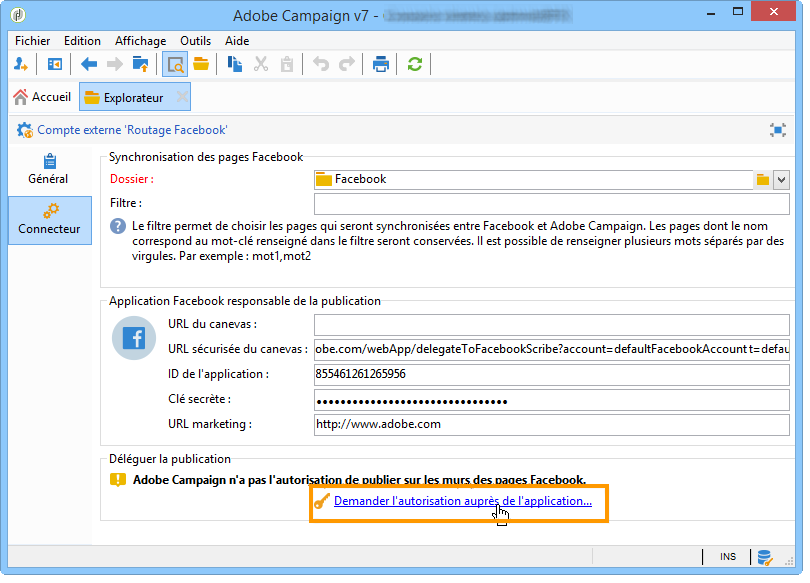 Adobe Campaign v7 -
Fichier Edition Affichage Outils Aide
Accueil Explorateur
Compte externe 'Routage Facebook'
Général
Connecteur
Synchronisation des pages Facebook
Dossier : Facebook
Filtre :
Le filtre permet de choisir les pages qui seront synchronisées entre Facebook et Adobe Campaign. Les pages dont le nom
correspond au mot-clé renseigné dans le filtre seront conservées. Il est possible de renseigner plusieurs mots séparés par des
virgules. Par exemple : mot1,mot2
Application Facebook responsable de la publication
URL du canevas :
URL sécurisée du canevas : obe.com/webApp/delegateToFacebookScribe?account=defaultFacebookAccountt=defau
ID de l'application : 855461261265956
Clé secrète : ••••••••••••••••••••••••••••••••
URL marketing : http://www.adobe.com
Déléguer la publication
Adobe Campaign n'a pas l'autorisation de publier sur les murs des pages Facebook.
Demander l'autorisation auprès de l'application...
INS